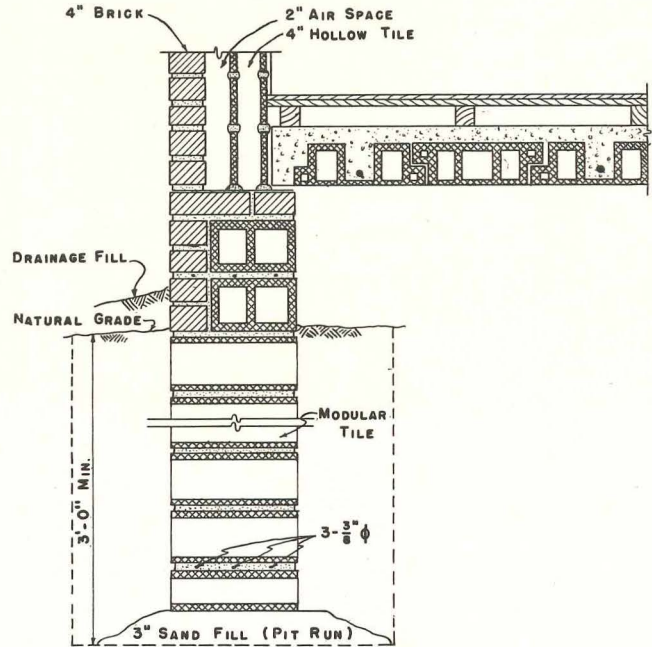 4" BRICK
2" AIR SPACE
4" HOLLOW TILE
DRAINAGE FILL
NATURAL GRADE
MODULAR
TILE
3'-0" MIN.
3-3/8" ϕ
3" SAND FILL (PIT RUN)